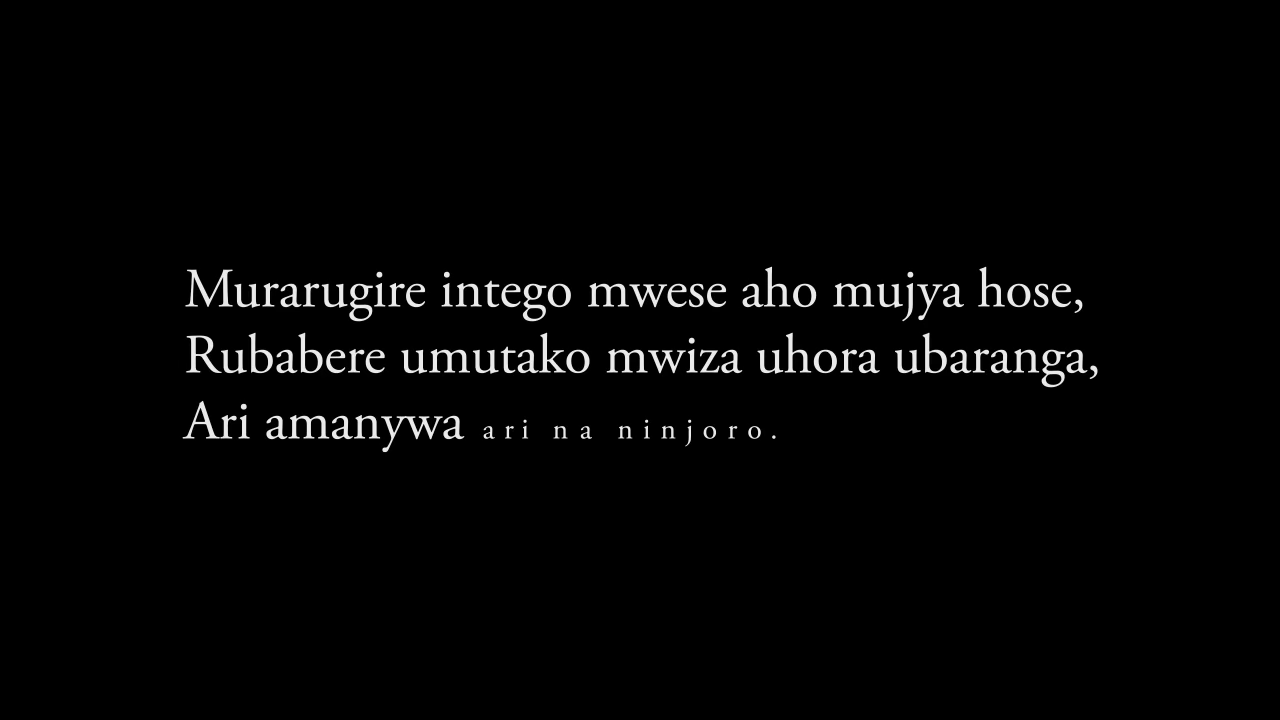 Murarugire intego mwese aho mujya hose,
Rubabere umutako mwiza uhora ubaranga,
Ari amanywa ari na ninjoro.